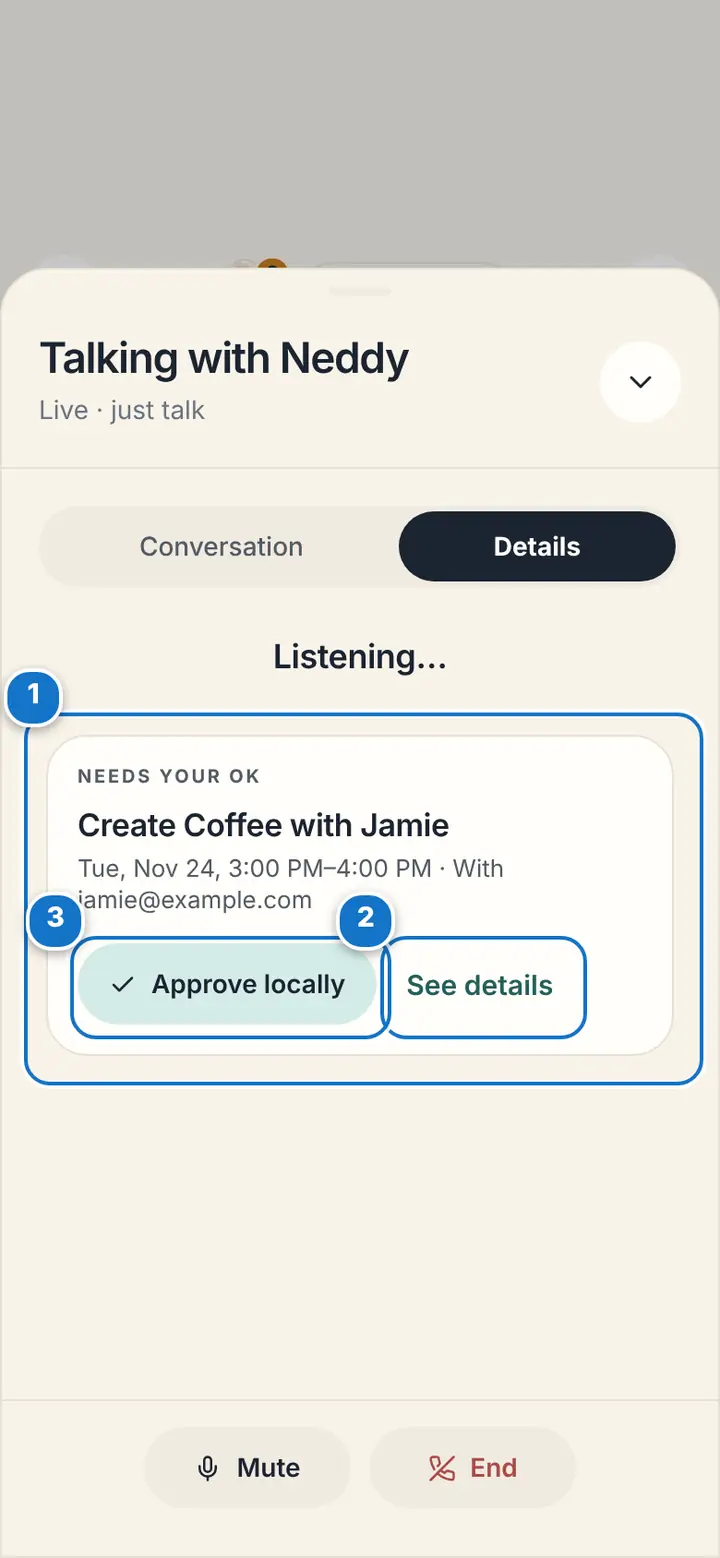 Talking with Neddy
Live · just talk
Conversation
Details
Listening...
1
NEEDS YOUR OK
Create Coffee with Jamie
Tue, Nov 24, 3:00 PM–4:00 PM · With
jamie@example.com
3
2
Approve locally
See details
Mute
End